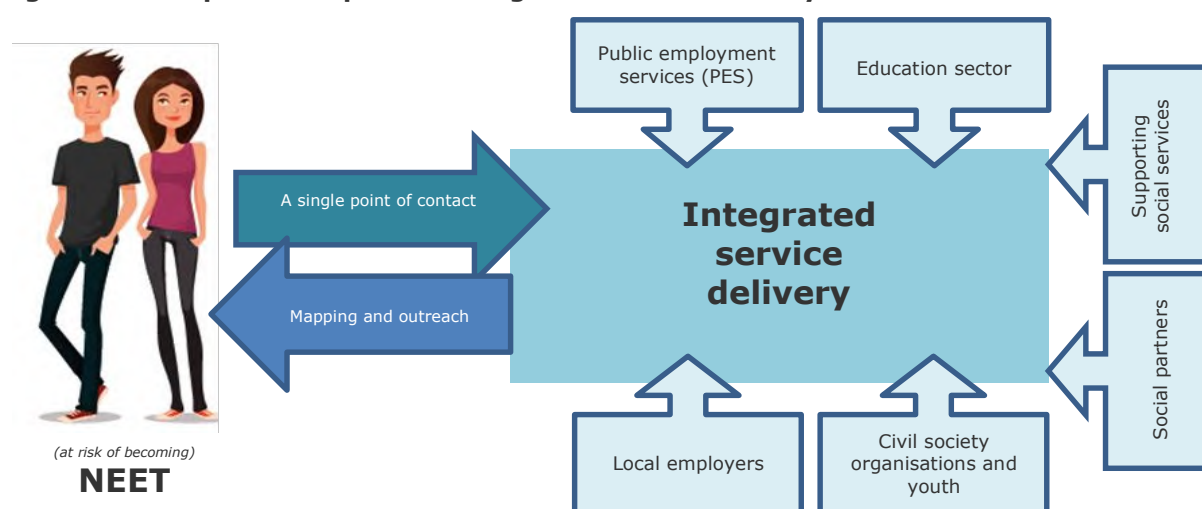 Public employment
services (PES)
Education sector
Supporting
social services
A single point of contact
Integrated
service
delivery
Mapping and outreach
Social partners
Local employers
Civil society
organisations and
youth
(at risk of becoming)
NEET